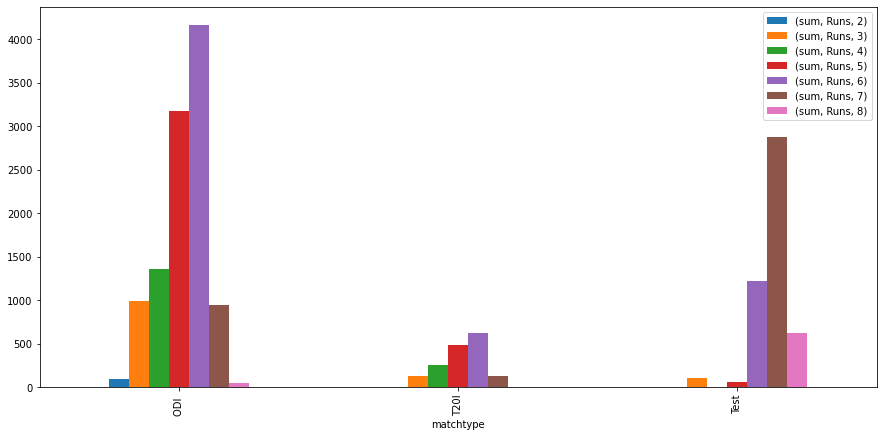 (sum, Runs, 2)
(sum, Runs, 3)
(sum, Runs, 4)
(sum, Runs, 5)
(sum, Runs, 6)
(sum, Runs, 7)
(sum, Runs, 8)
4000
3500
3000
2500
2000
1500
1000
500
0
ODI
T20I
Test
matchtype